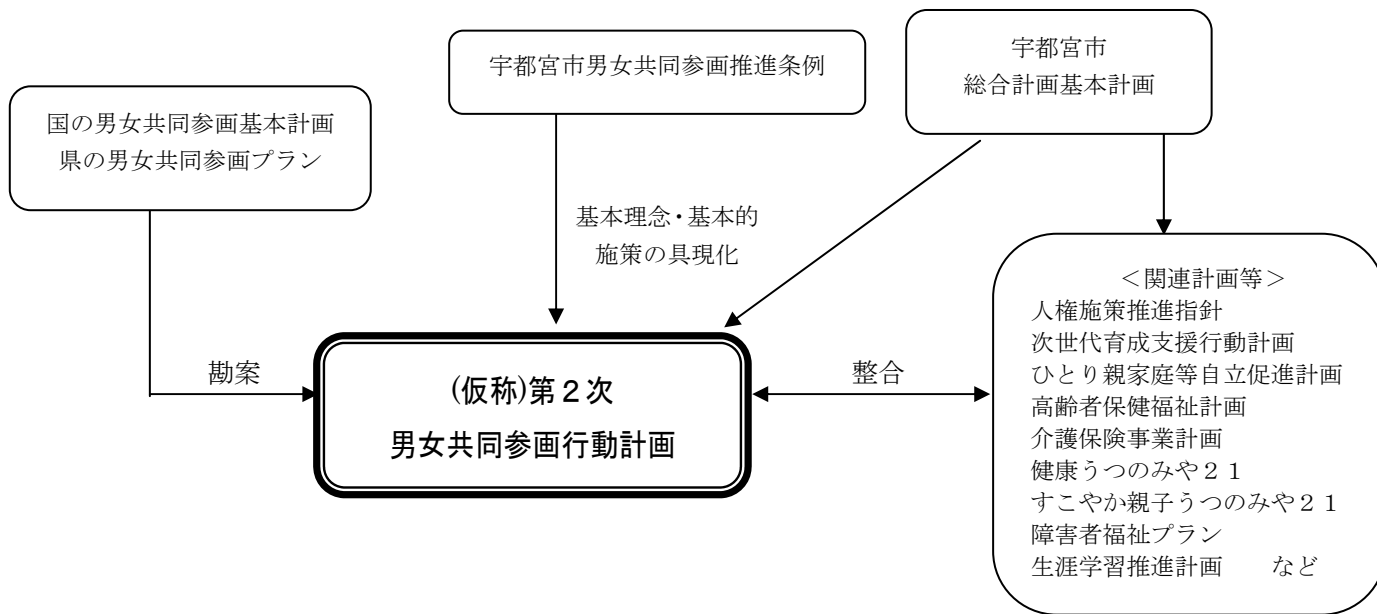 宇都宮市男女共同参画推進条例
宇都宮市
総合計画基本計画
国の男女共同参画基本計画
県の男女共同参画プラン
基本理念・基本的
施策の具現化
勘案
(仮称)第２次
男女共同参画行動計画
整合
＜関連計画等＞
人権施策推進指針
次世代育成支援行動計画
ひとり親家庭等自立促進計画
高齢者保健福祉計画
介護保険事業計画
健康うつのみや２１
すこやか親子うつのみや２１
障害者福祉プラン
生涯学習推進計画　　など